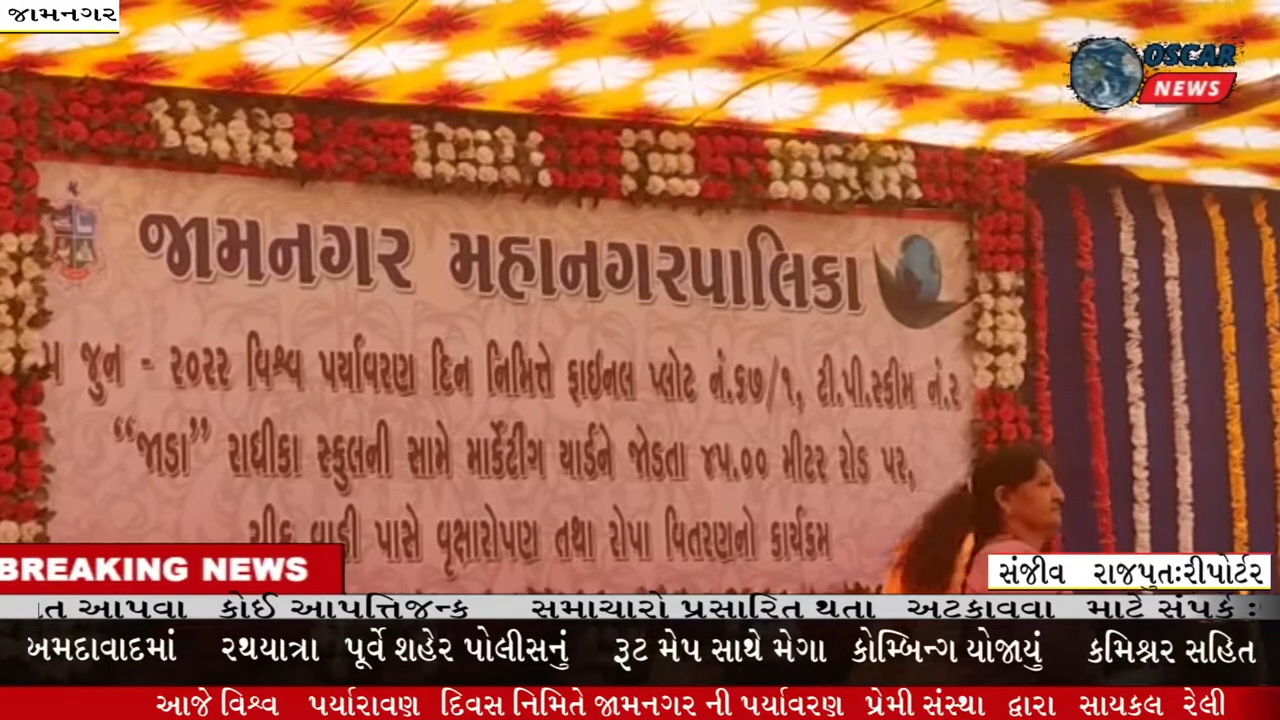 જામનગર
OSCAR
NEWS
જામનગર મહાનગરપાલિકા
જુન - ૨૦૨૨ વિશ્વ પર્યાવરણ દિન નિમિત્તે ફાઈનલ પ્લોટ નં.૬૭/૧, ટી.પી.સ્કીમ નં.૨
“જાડા” રાધીકા સ્કુલની સામે માર્કેટીંગ યાર્ડને જોડતા ૪૫.૦૦ મીટર રોડ પર,
વાડી પાસે વૃક્ષારોપણ તથા રોપા વિતરણનો કાર્યક્રમ
BREAKING NEWS
સંજીવ રાજપુતઃરીપોર્ટર
આપવા કોઈ આપત્તિજન્ક સમાચારો પ્રસારિત થતા અટકાવવા માટે સંપર્ક :
અમદાવાદમાં રથયાત્રા પૂર્વે શહેર પોલીસનું રૂટ મેપ સાથે મેગા કોમ્બિન્ગ યોજાયું કમિશ્નર સહિત
આજે વિશ્વ પર્યારાવણ દિવસ નિમિતે જામનગર ની પર્યાવરણ પ્રેમી સંસ્થા દ્વારા સાયકલ રેલી